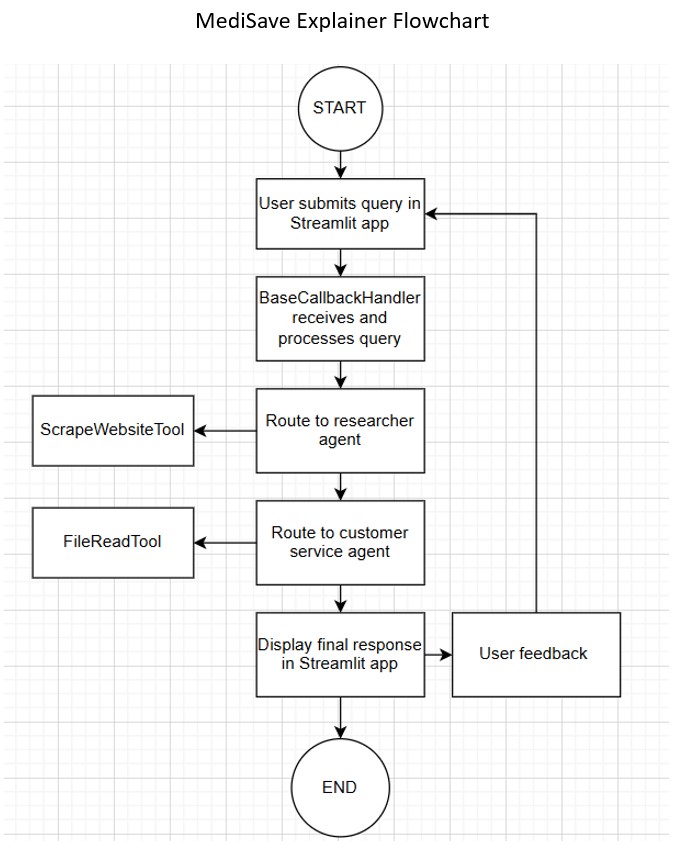 MediSave Explainer Flowchart
START
User submits query in
Streamlit app
BaseCallbackHandler
receives and
processes query
Route to researcher
agent
ScrapeWebsiteTool
Route to customer
service agent
FileReadTool
Display final response
in Streamlit app
User feedback
END